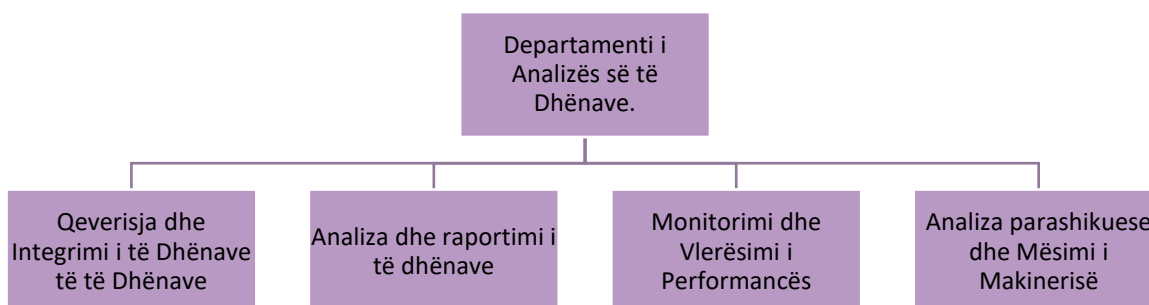 Departamenti i
Analizës së të
Dhënave.
Qeverisja dhe
Integrimi i të Dhënave
të të Dhënave
Analiza dhe raportimi i
të dhënave
Monitorimi dhe
Vlerësimi i
Performancës
Analiza parashikuese
dhe Mësimi i
Makinerisë